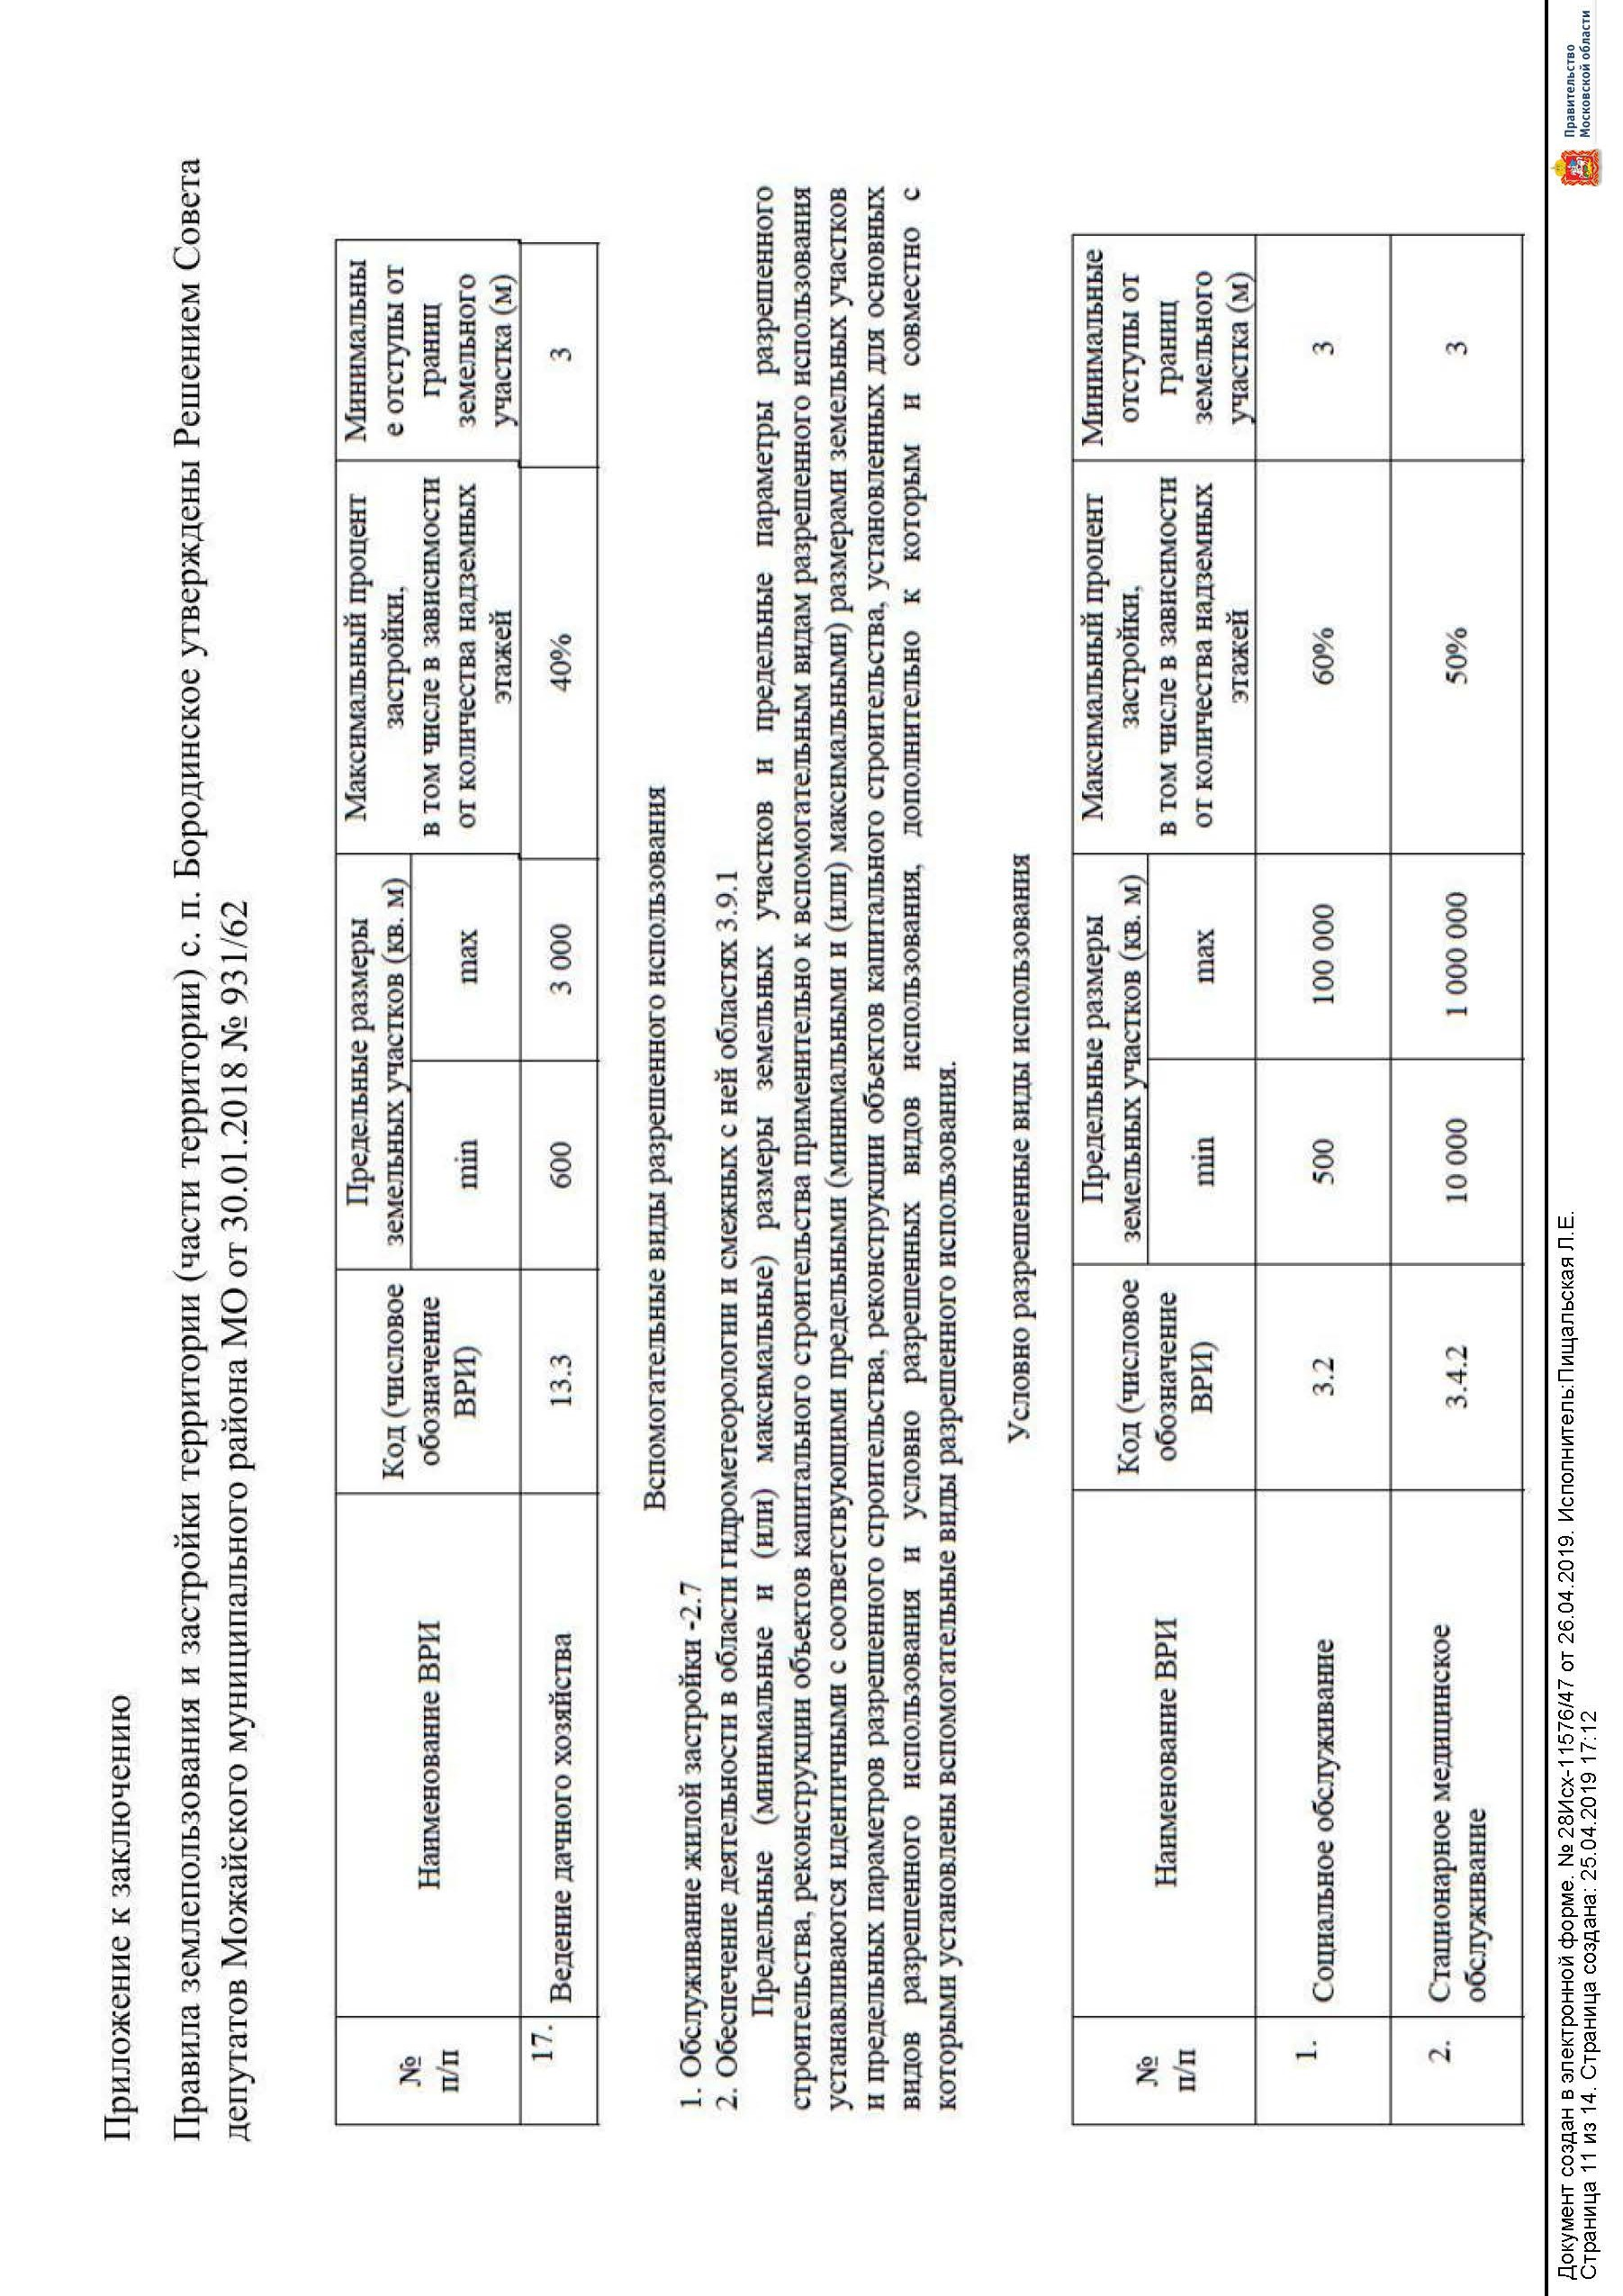 Приложение к заключению
Правила землепользования и застройки территории (части территории) с. п. Бородинское утверждены Решением Совета
депутатов Можайского муниципального района МО от 30.01.2018 № 931/62
№
п/п
Наименование ВРИ
Код (числовое
обозначение
ВРИ)
Предельные размеры
земельных участков (кв. м)
min
max
Максимальный процент
застройки,
в том числе в зависимости
от количества надземных
этажей
Минимальны
е отступы от
границ
земельного
участка (м)
17. Ведение дачного хозяйства 13.3 600 3 000 40% 3
Вспомогательные виды разрешенного использования
1. Обслуживание жилой застройки -2.7
2. Обеспечение деятельности в области гидрометеорологии и смежных с ней областях 3.9.1
Предельные (минимальные и (или) максимальные) размеры земельных участков и предельные параметры разрешенного
строительства, реконструкции объектов капитального строительства применительно к вспомогательным видам разрешенного использования
устанавливаются идентичными с соответствующими предельными (минимальными и (или) максимальными) размерами земельных участков
и предельных параметров разрешенного строительства, реконструкции объектов капитального строительства, установленных для основных
видов разрешенного использования и условно разрешенных видов использования, дополнительно к которым и совместно с
которыми установлены вспомогательные виды разрешенного использования.
Условно разрешенные виды использования
№
п/п
Наименование ВРИ
Код (числовое
обозначение
ВРИ)
Предельные размеры
земельных участков (кв. м)
min
max
Максимальный процент
застройки,
в том числе в зависимости
от количества надземных
этажей
Минимальные
отступы от
границ
земельного
участка (м)
1. Социальное обслуживание 3.2 500 100 000 60% 3
2. Стационарное медицинское
обслуживание
3.4.2 10 000 1 000 000 50% 3
Документ создан в электронной форме. № 28Исх-11576/47 от 26.04.2019. Исполнитель:Пищальская Л.Е.
Страница 11 из 14. Страница создана: 25.04.2019 17:12
Правительство
Московской области